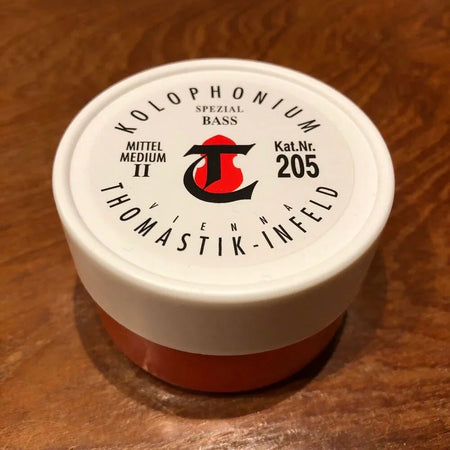 KOLOPHONIUM
SPEZIAL
BASS
MITTEL
MEDIUM
II
Kat.Nr.
205
VIENNA
THOMASTIK-INFELD